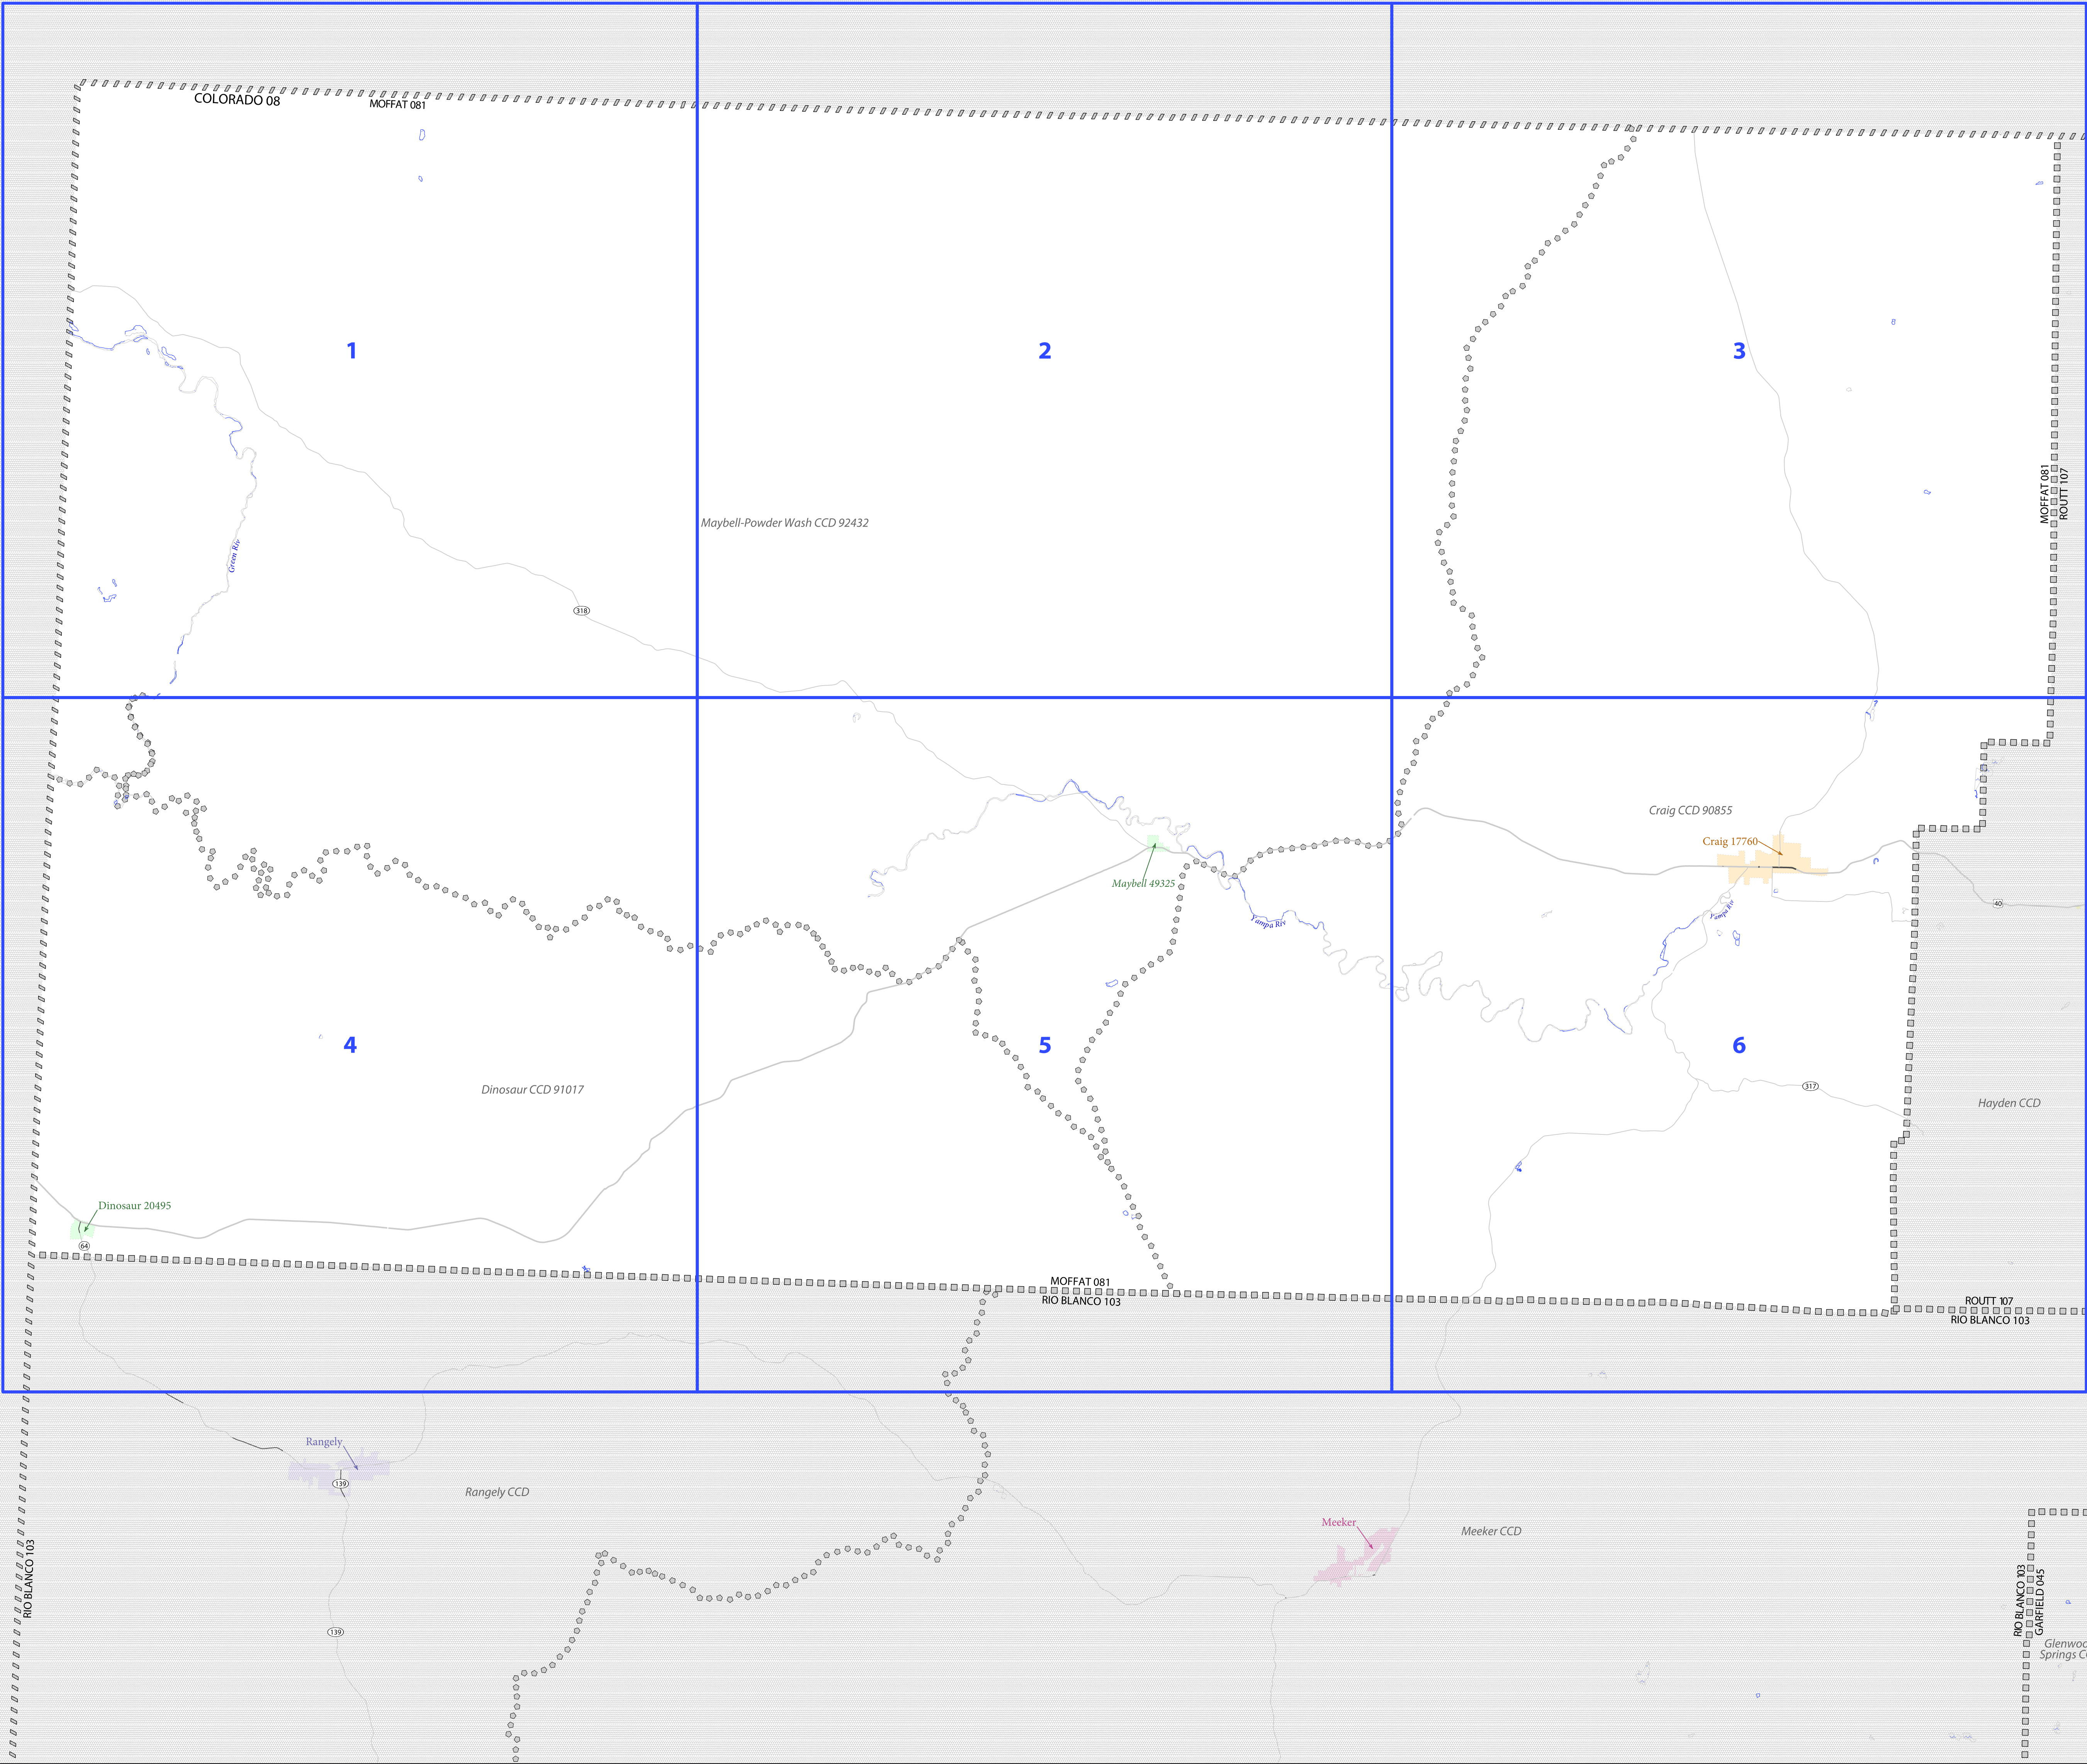 COLORADO 08
MOFFAT 081
1
2
3
MOFFAT 081
ROUTT 107
Maybell-Powder Wash CCD 92432
Green Riv
318
Craig CCD 90855
Craig 17760
Maybell 49325
40
Yampa Riv
Yampa Riv
4
5
6
Dinosaur CCD 91017
317
Hayden CCD
Dinosaur 20495
64
MOFFAT 081
RIO BLANCO 103
ROUTT 107
RIO BLANCO 103
Rangely
139
Rangely CCD
Meeker
Meeker CCD
RIO BLANCO 103
139
RIO BLANCO 103
GARFIELD 045
Glenwoo
Springs C